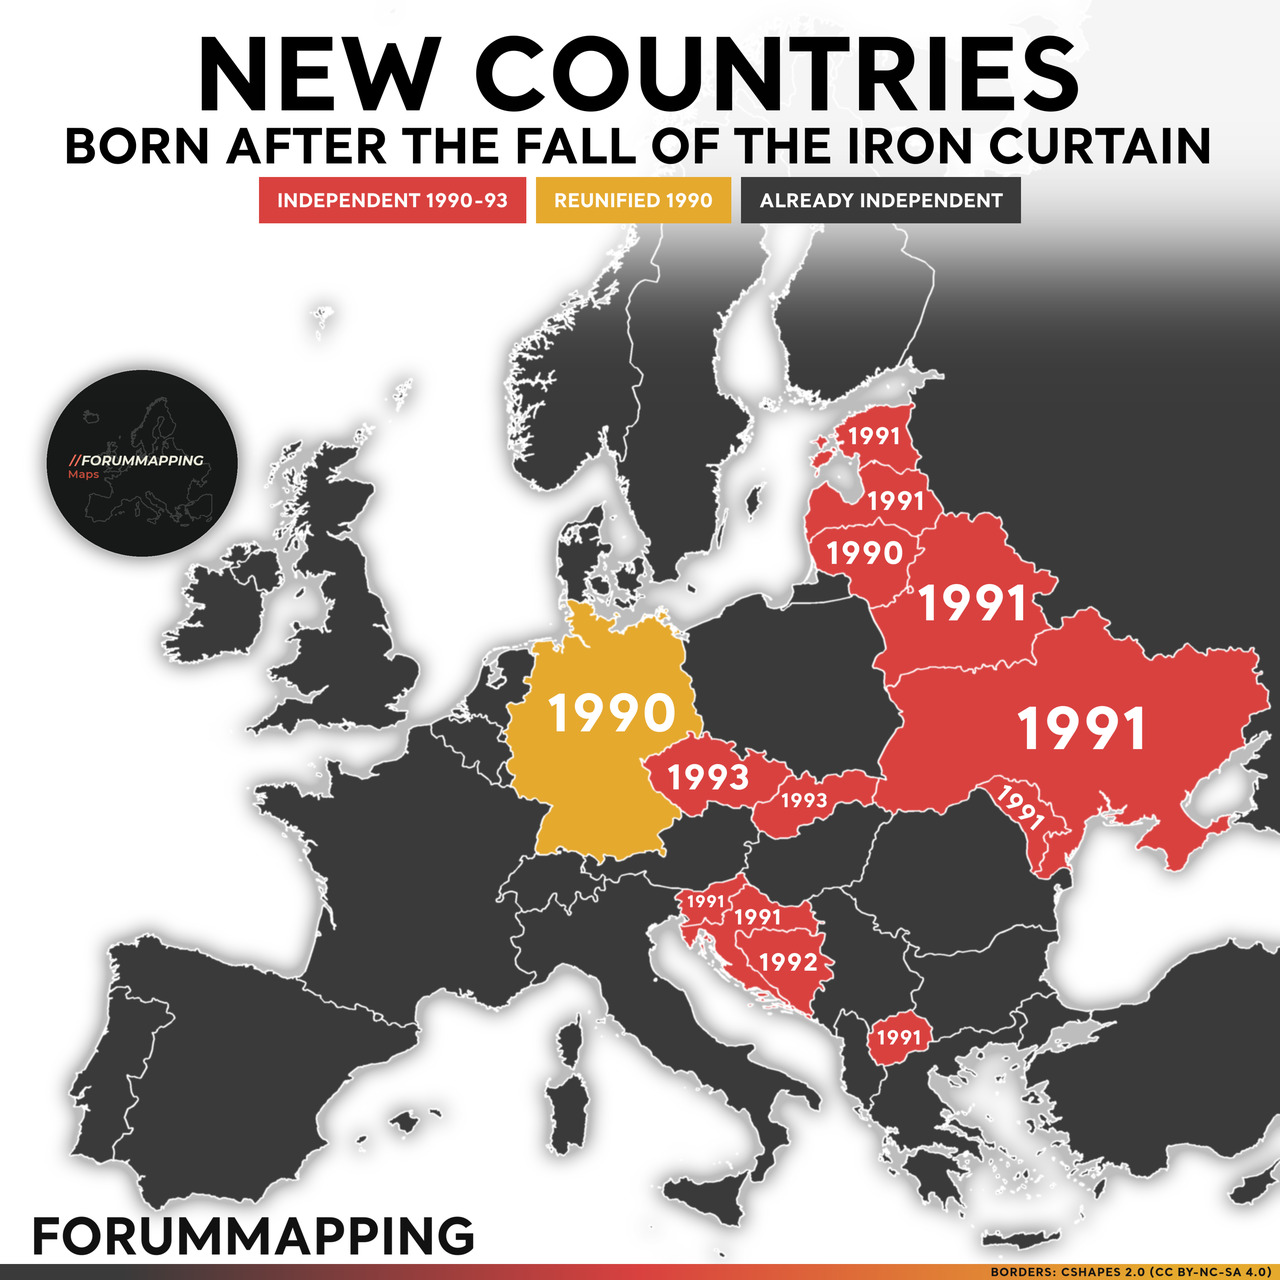 NEW COUNTRIES
BORN AFTER THE FALL OF THE IRON CURTAIN
INDEPENDENT 1990-93
REUNIFIED 1990
ALREADY INDEPENDENT
//FORUMMAPPING
Maps
1991
1991
1990
1991
1990
1991
1993
1993
1991
1991
1991
1992
1991
FORUMMAPPING
BORDERS: CSHAPES 2.0 (CC BY-NC-SA 4.0)